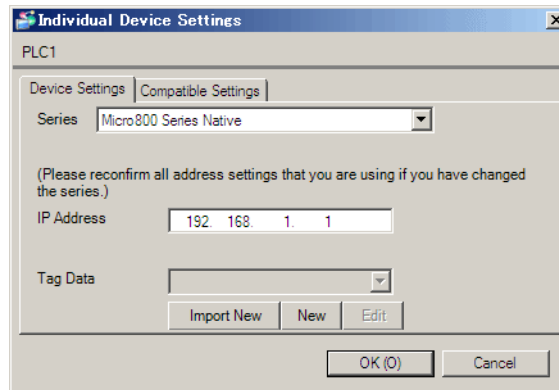 Individual Device Settings
PLC1
Device Settings Compatible Settings
Series Micro800 Series Native
(Please reconfirm all address settings that you are using if you have changed
the series.)
IP Address 192. 168. 1. 1
Tag Data
Import New New Edit
OK (O) Cancel